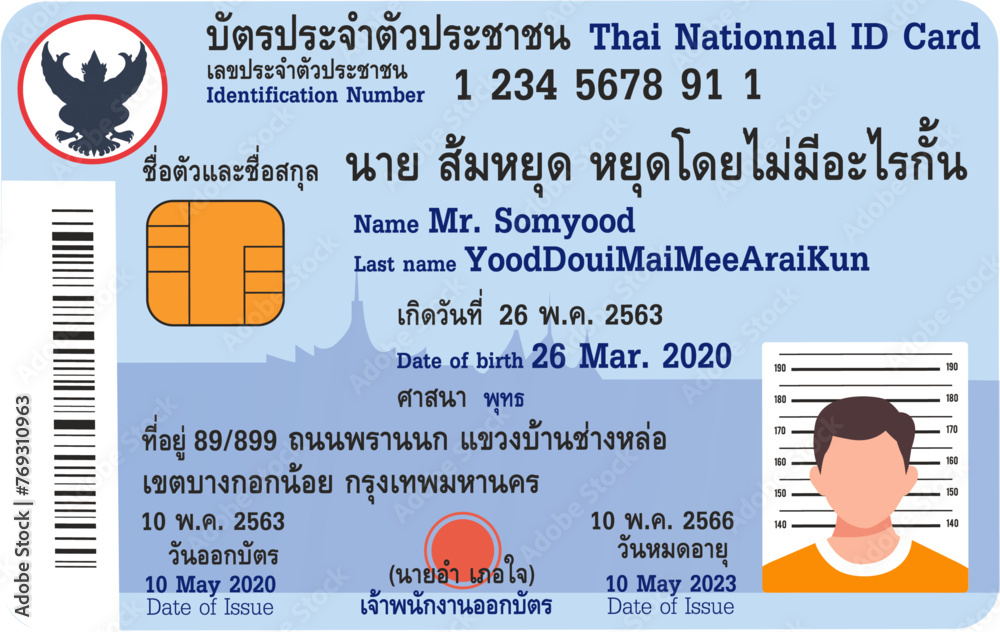 บัตรประจำตัวประชาชน Thai Nationnal ID Card
เลขประจำตัวประชาชน
Identification Number 1 234 5678 91 1
ชื่อตัวและชื่อสกุล นาย ส้มหยุด หยุดโดยไม่มีอะไรกั้น
Name Mr. Somyood
Last name YoodDouiMaiMeeAraiKun
เกิดวันที่ 26 พ.ค. 2563
Date of birth 26 Mar. 2020
ศาสนา พุทธ
ที่อยู่ 89/899 ถนนพรานนก แขวงบ้านช่างหล่อ
เขตบางกอกน้อย กรุงเทพมหานคร
10 พ.ค. 2563
วันออกบัตร
10 May 2020
Date of Issue
(นายอำ เภอใจ)
เจ้าพนักงานออกบัตร
10 พ.ค. 2566
วันหมดอายุ
10 May 2023
Date of Issue
190 190
180 180
170 170
160 160
150 150
140 140
Adobe Stock | #769310963
Adobe Stock